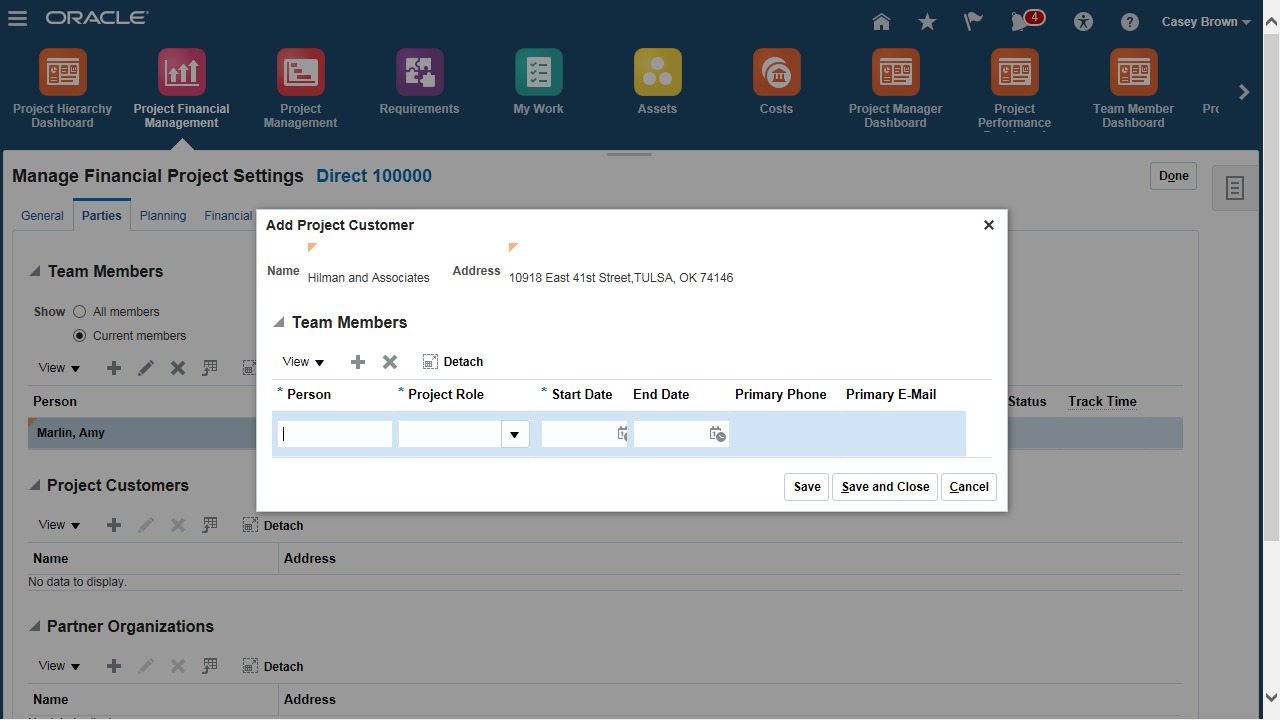 ORACLE
4
Casey Brown
Project Hierarchy Dashboard
Project Financial Management
Project Management
Requirements
My Work
Assets
Costs
Project Manager Dashboard
Project Performance
Team Member Dashboard
Manage Financial Project Settings Direct 100000
Done
General Parties Planning Financial
Team Members
Show All members
Current members
View
Person
Status Track Time
Marlin, Amy
Add Project Customer
Name Hilman and Associates Address 10918 East 41st Street,TULSA, OK 74146
Team Members
View Detach
* Person * Project Role * Start Date End Date Primary Phone Primary E-Mail
Save Save and Close Cancel
Project Customers
View Detach
Name Address
No data to display.
Partner Organizations
View Detach
Name Address